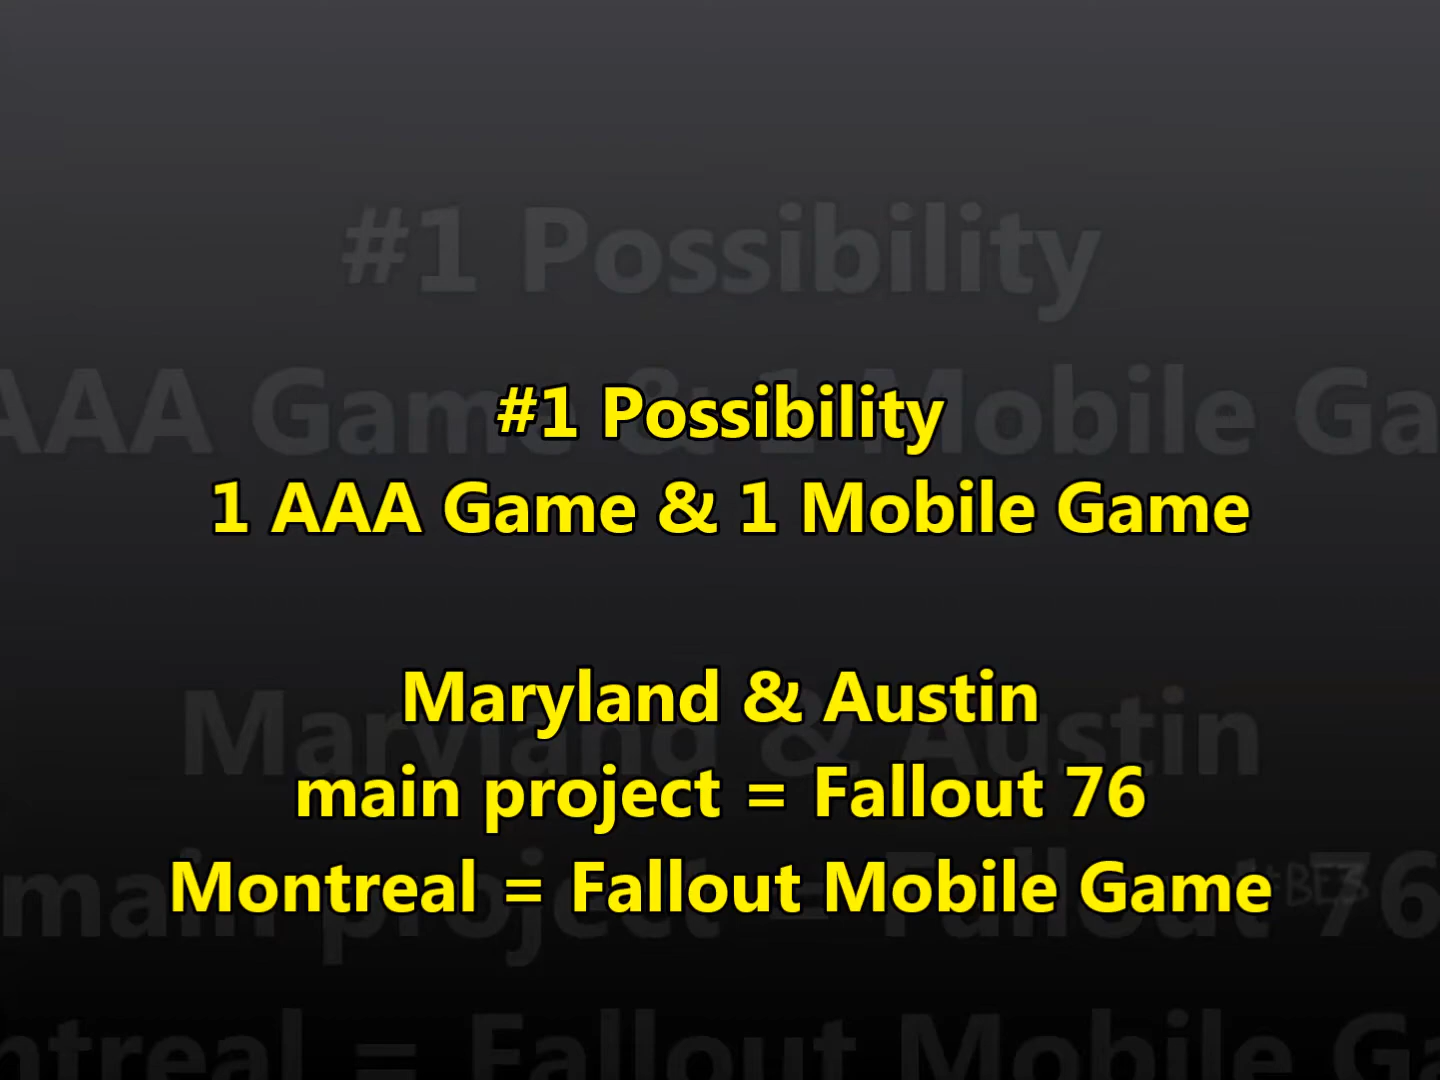 #1 Possibility
1 AAA Game & 1 Mobile Game
Maryland & Austin
main project = Fallout 76
Montreal = Fallout Mobile Game